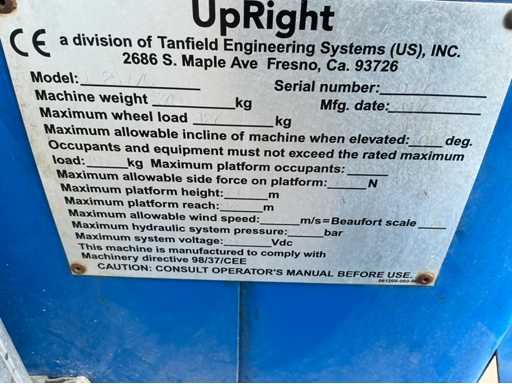 UpRight
CE a division of Tanfield Engineering Systems (US), INC.
2686 S. Maple Ave Fresno, Ca. 93726
Model:
Serial number:
Machine weight kg
Mfg. date:
Maximum wheel load kg
Maximum allowable incline of machine when elevated: deg.
Occupants and equipment must not exceed the rated maximum
load: kg Maximum platform occupants:
Maximum allowable side force on platform: N
Maximum platform height: m
Maximum platform reach: m
Maximum allowable wind speed: m/s=Beaufort scale
Maximum hydraulic system pressure: bar
Maximum system voltage: Vdc
This machine is manufactured to comply with
Machinery directive 98/37/CEE
CAUTION: CONSULT OPERATOR'S MANUAL BEFORE USE.